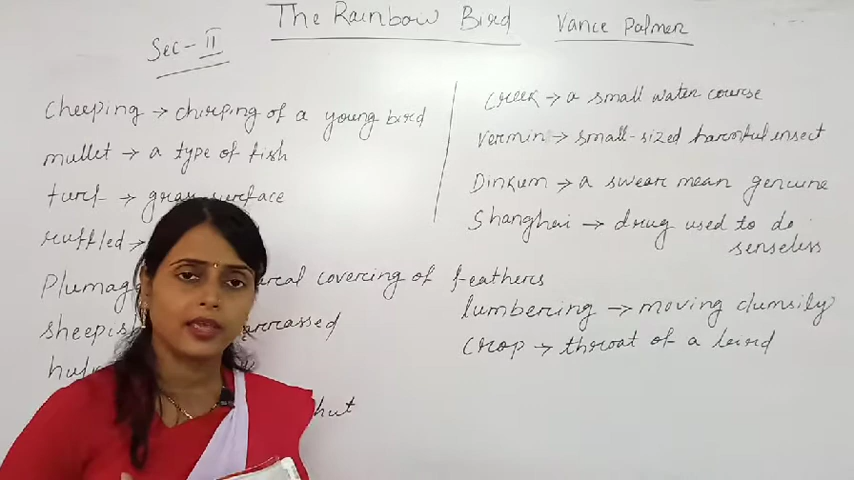 The Rainbow Bird Vance Palmer
Sec-II
cheeping → chirping of a young bird
mullet → a type of fish
turf → grass surface
ruffled →
Plumag covering of feathers
sheepis
hut
creek → a small water course
vermin → small-sized harmful insect
Dinkum → a swear mean genuine
Shanghai → drug used to do
senseless
lumbering → moving clumsily
crop → throat of a bird